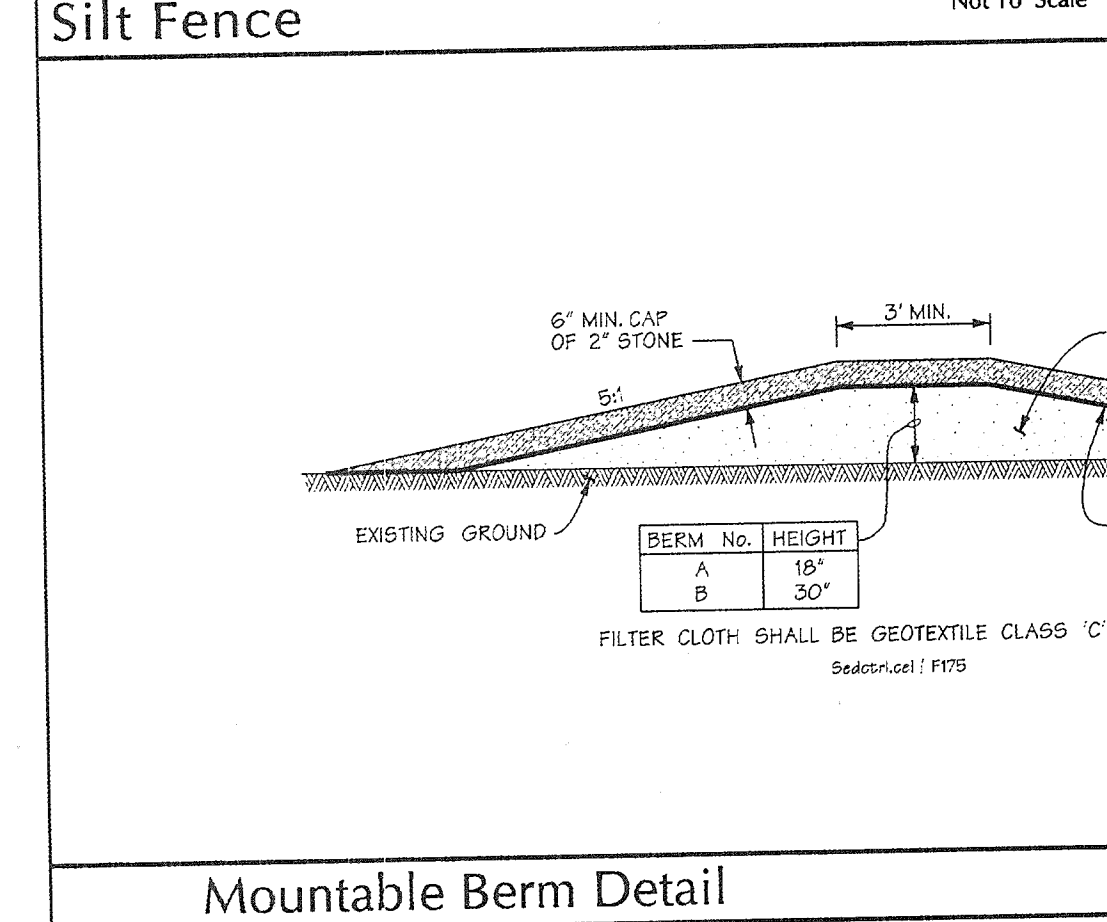 Silt Fence
Not To Scale
6" MIN. CAP
OF 2" STONE
3' MIN.
5:1
EXISTING GROUND
BERM No. HEIGHT
A 18"
B 30"
FILTER CLOTH SHALL BE GEOTEXTILE CLASS 'C'
Sedctrl.cel / F175
Mountable Berm Detail